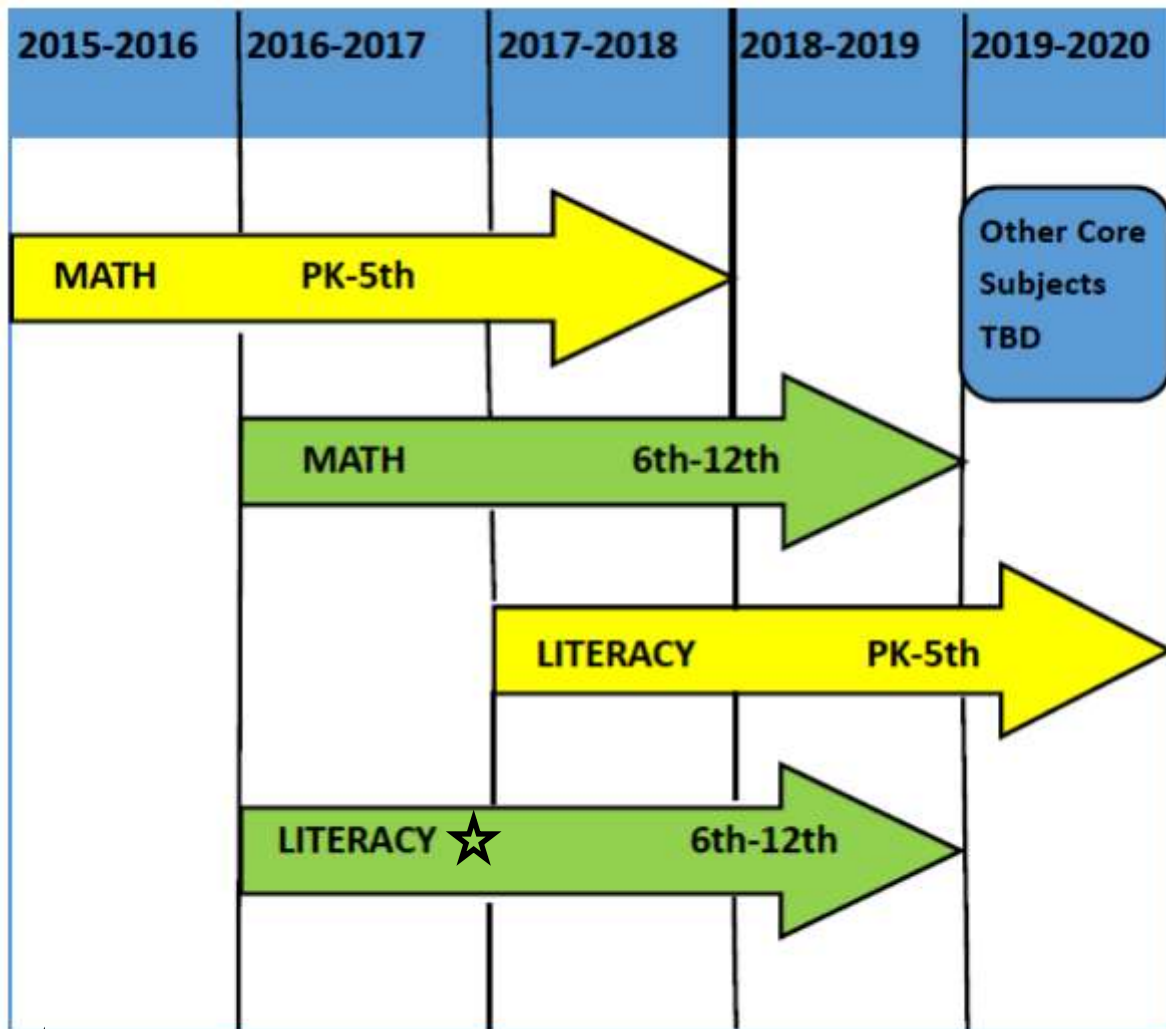 2015-2016 2016-2017 2017-2018 2018-2019 2019-2020
Other Core
Subjects
TBD
MATH PK-5th
MATH 6th-12th
LITERACY PK-5th
LITERACY ☆ 6th-12th